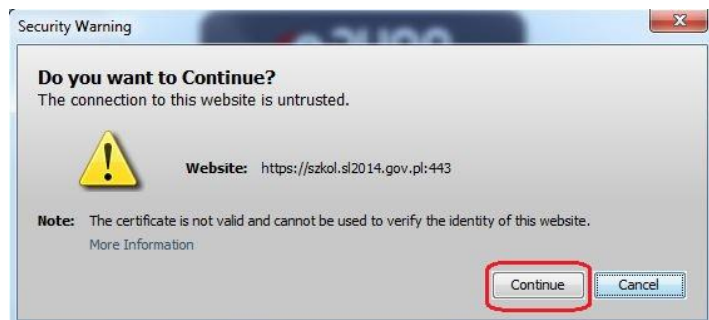 Security Warning
Do you want to Continue?
The connection to this website is untrusted.
Website: https://szkol.sl2014.gov.pl:443
Note: The certificate is not valid and cannot be used to verify the identity of this website.
More Information
Continue Cancel